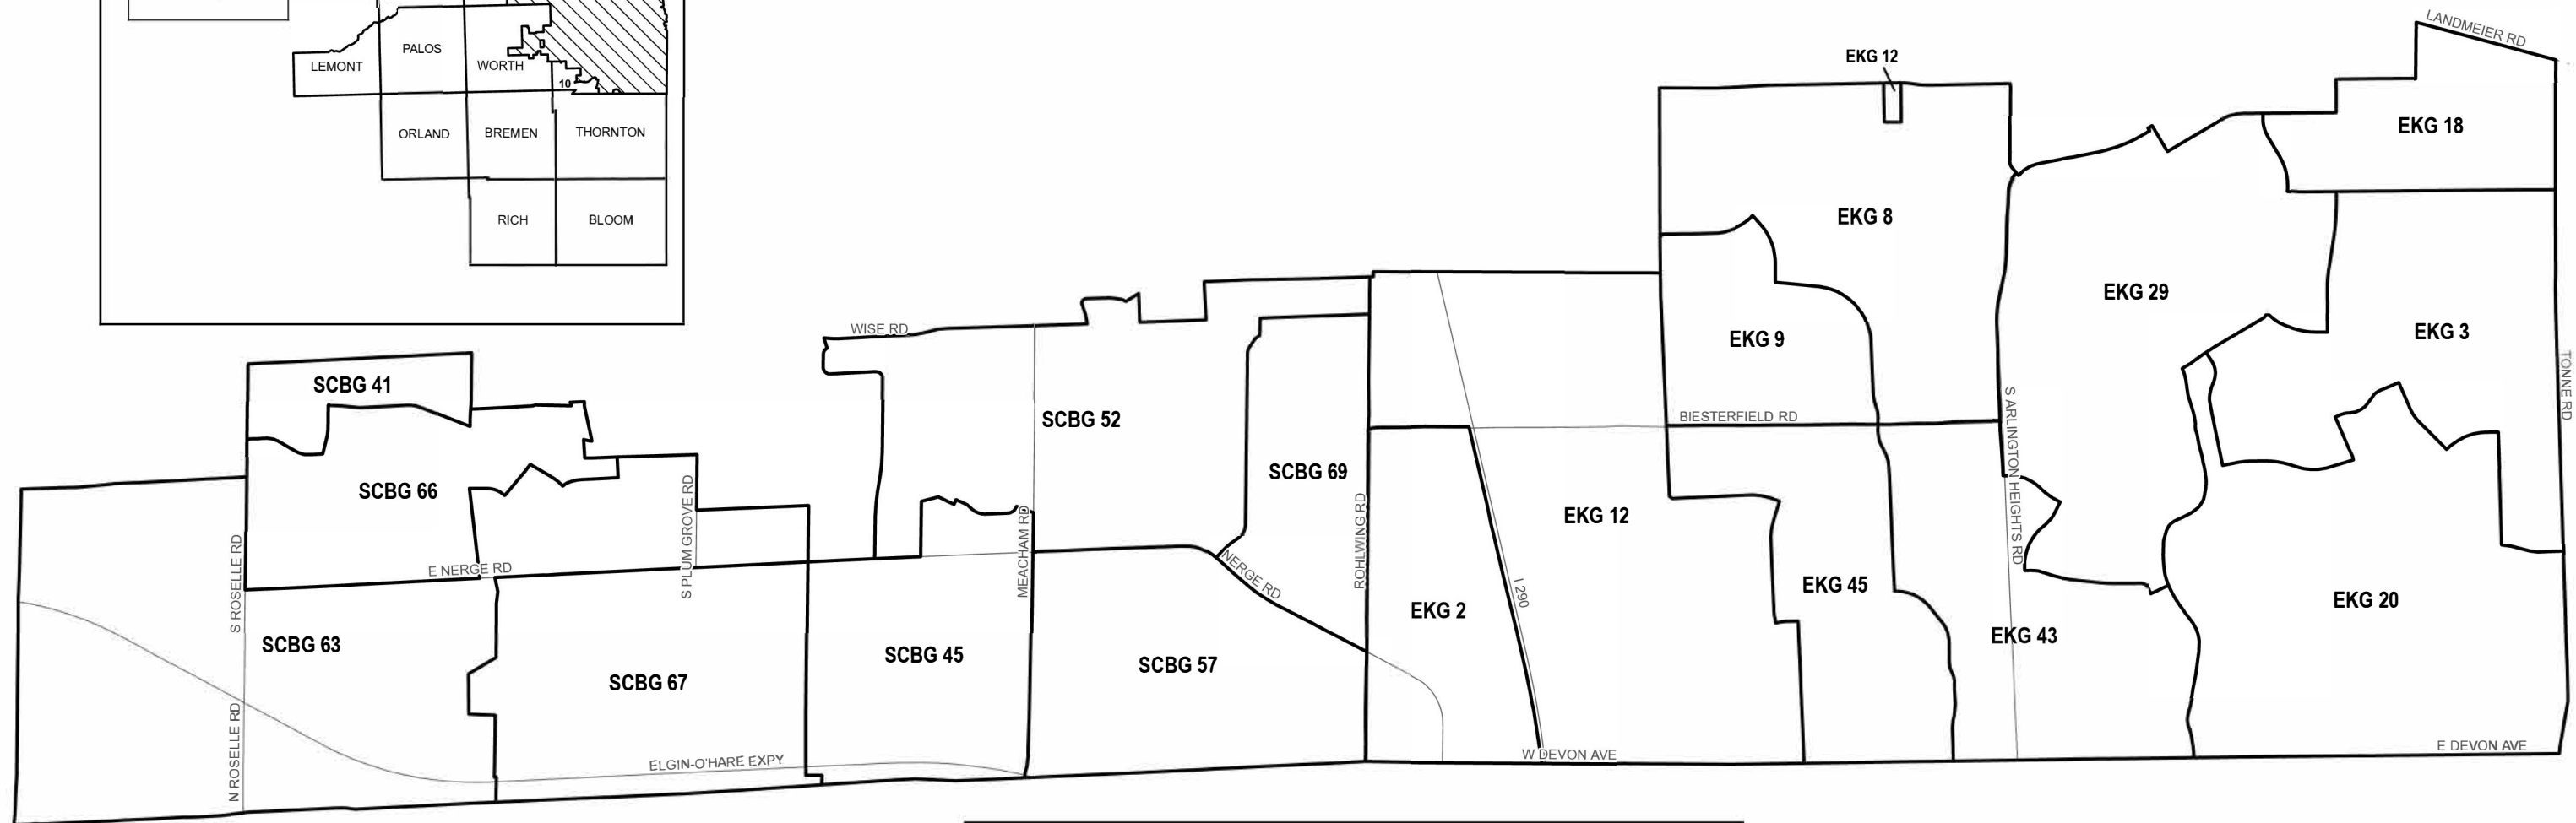 PALOS
LEMONT
WORTH
10
ORLAND
BREMEN
THORNTON
RICH
BLOOM
LANDMEIER RD
EKG 12
EKG 18
EKG 8
EKG 29
EKG 3
EKG 9
TONNE RD
WISE RD
SCBG 41
SCBG 52
BIESTERFIELD RD
S ARLINGTON HEIGHTS RD
SCBG 66
SCBG 69
S PLUM GROVE RD
MEACHAM RD
ROHLWING RD
EKG 12
S ROSELLE RD
E NERGE RD
NERGE RD
I 290
EKG 2
EKG 45
EKG 20
EKG 43
SCBG 63
SCBG 67
SCBG 45
SCBG 57
N ROSELLE RD
ELGIN-O'HARE EXPY
W DEVON AVE
E DEVON AVE